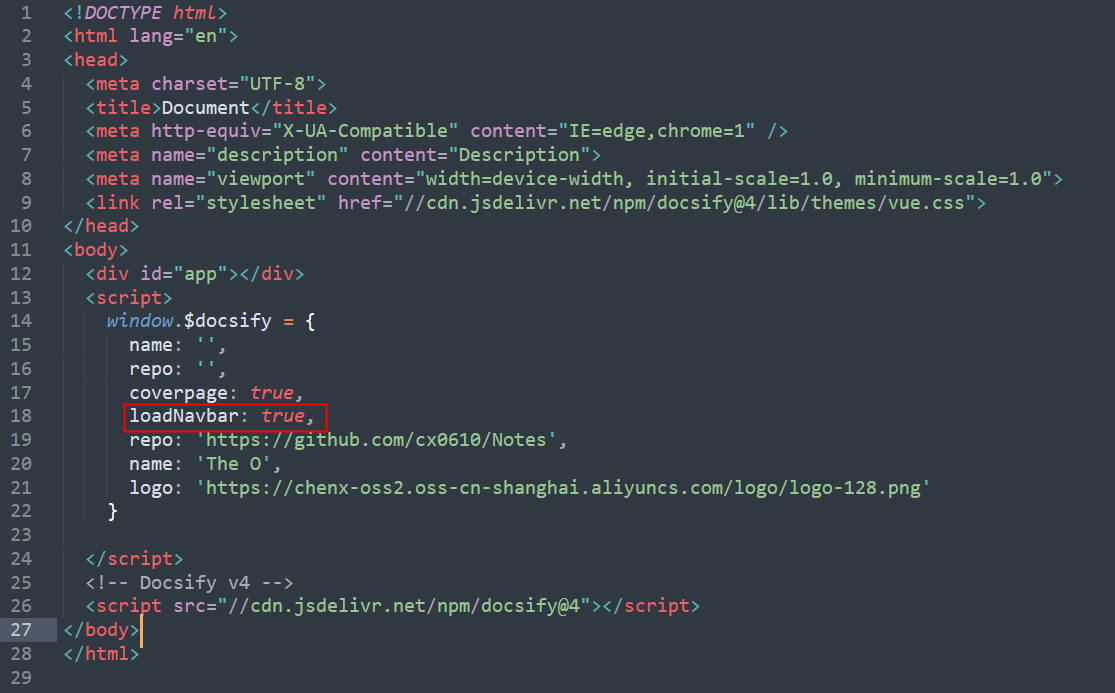 1 <!DOCTYPE html>
2 <html lang="en">
3 <head>
4 <meta charset="UTF-8">
5 <title>Document</title>
6 <meta http-equiv="X-UA-Compatible" content="IE=edge,chrome=1" />
7 <meta name="description" content="Description">
8 <meta name="viewport" content="width=device-width, initial-scale=1.0, minimum-scale=1.0">
9 <link rel="stylesheet" href="//cdn.jsdelivr.net/npm/docsify@4/lib/themes/vue.css">
10 </head>
11 <body>
12 <div id="app"></div>
13 <script>
14 window.$docsify = {
15 name: '',
16 repo: '',
17 coverpage: true,
18 loadNavbar: true,
19 repo: 'https://github.com/cx0610/Notes',
20 name: 'The O',
21 logo: 'https://chenx-oss2.oss-cn-shanghai.aliyuncs.com/logo/logo-128.png'
22 }
23
24 </script>
25 <!-- Docsify v4 -->
26 <script src="//cdn.jsdelivr.net/npm/docsify@4"></script>
27 </body>
28 </html>
29